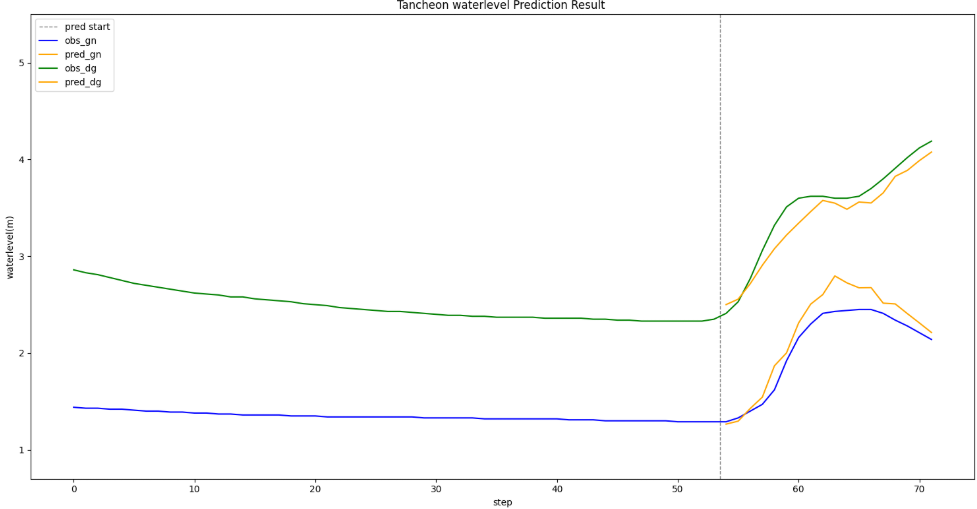 Tancheon waterlevel Prediction Result
pred start
obs_gn
pred_gn
obs_dg
pred_dg
5
4
3
2
1
waterlevel(m)
0 10 20 30 40 50 60 70
step